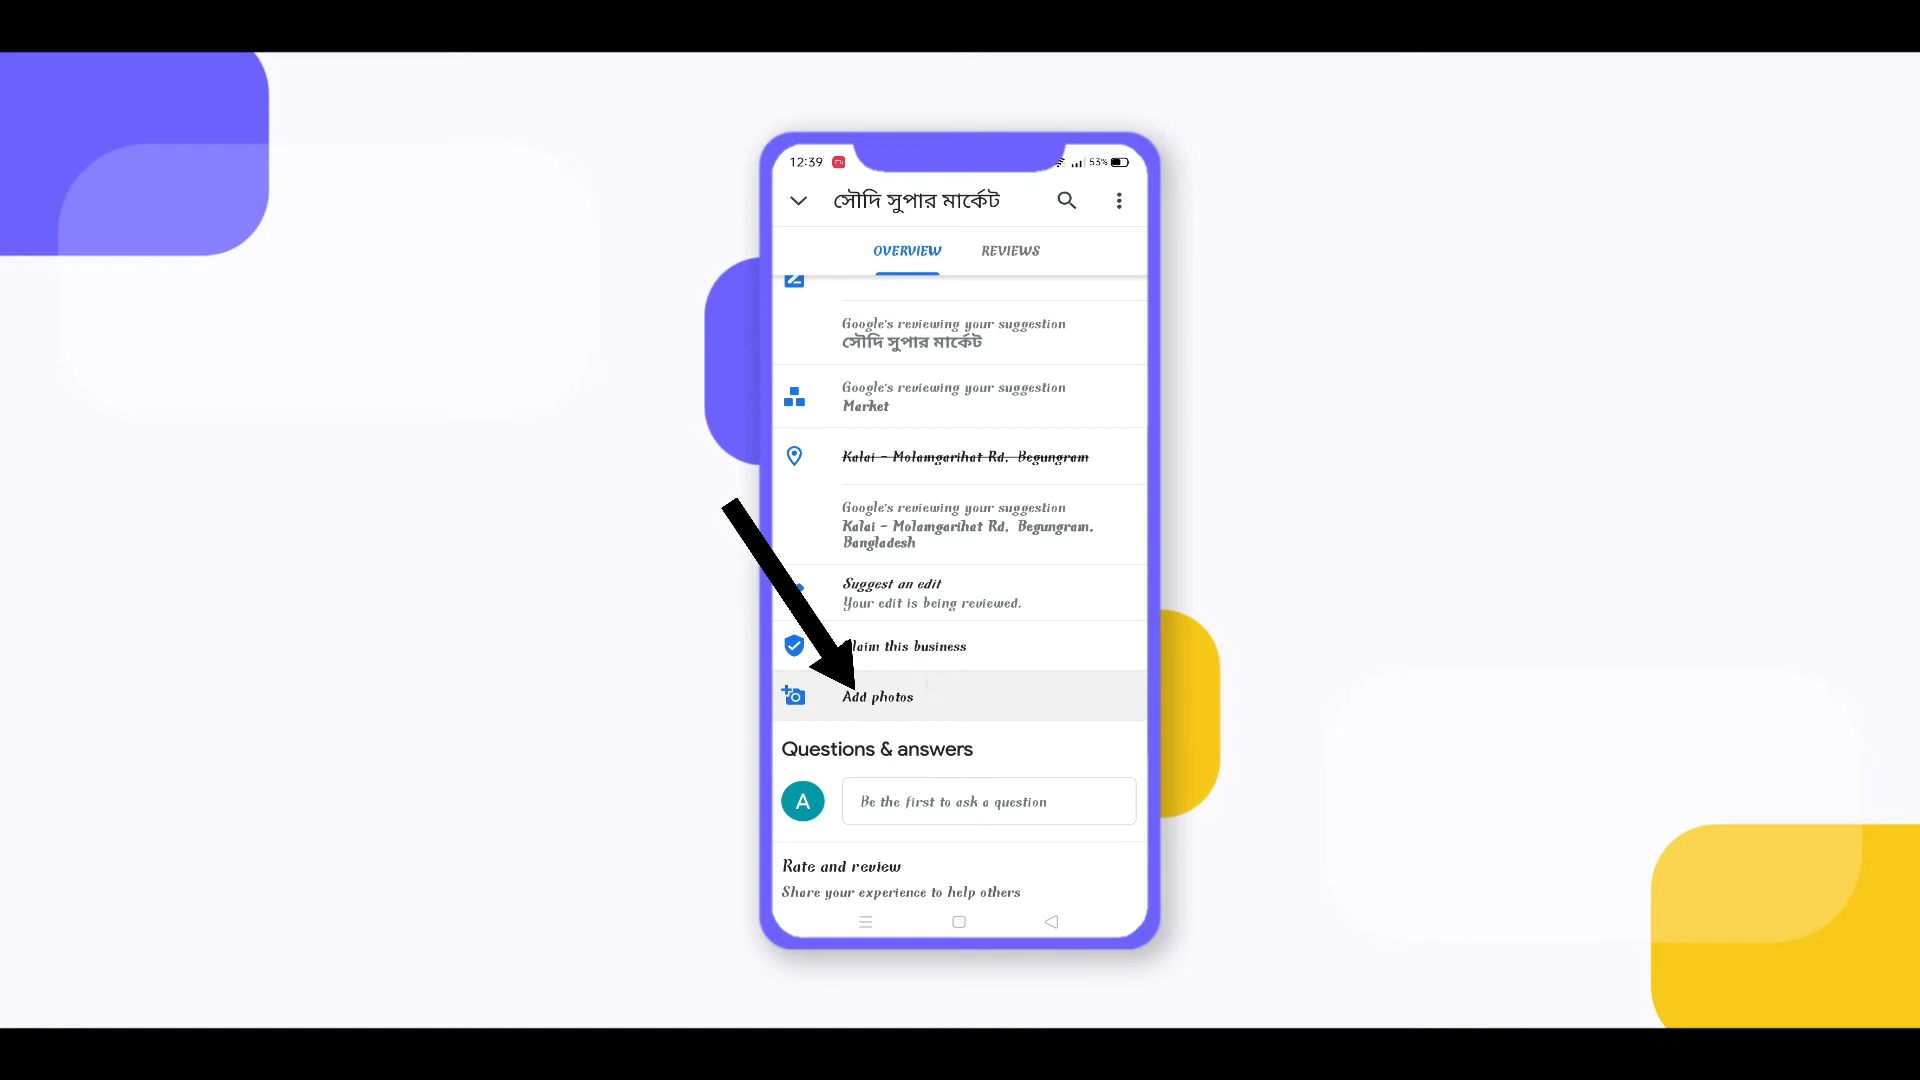 12:39
53%
সৌদি সুপার মার্কেট
OVERVIEW REVIEWS
Google's reviewing your suggestion
সৌদি সুপার মার্কেট
Google's reviewing your suggestion
Market
Kalai - Molamgarihat Rd, Begungram
Google's reviewing your suggestion
Kalai - Molamgarihat Rd, Begungram,
Bangladesh
Suggest an edit
Your edit is being reviewed.
laim this business
Add photos
Questions & answers
A
Be the first to ask a question
Rate and review
Share your experience to help others